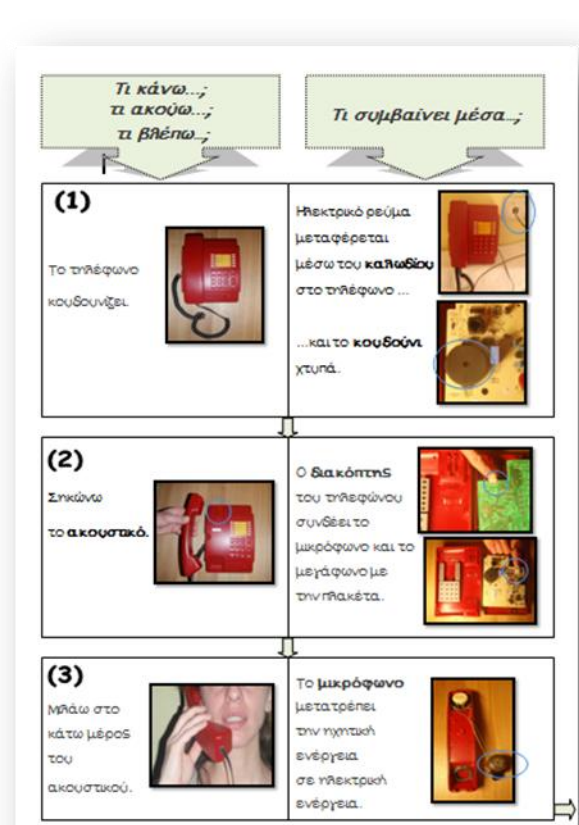 Τι κάνω...;
τι ακούω...;
τι βλέπω...;
Τι συμβαίνει μέσα...;
(1)
Το τηλέφωνο
κουδουνίζει.
Ηλεκτρικό ρεύμα
μεταφέρεται
μέσω του καλωδίου
στο τηλέφωνο ...
...και το κουδούνι
χτυπά.
(2)
Σηκώνω
το ακουστικό.
Ο διακόπτης
του τηλεφώνου
συνδέει το
μικρόφωνο και το
μεγάφωνο με
την πλακέτα.
(3)
Μιλάω στο
κάτω μέρος
του
ακουστικού.
Το μικρόφωνο
μετατρέπει
την ηχητική
ενέργεια
σε ηλεκτρική
ενέργεια.